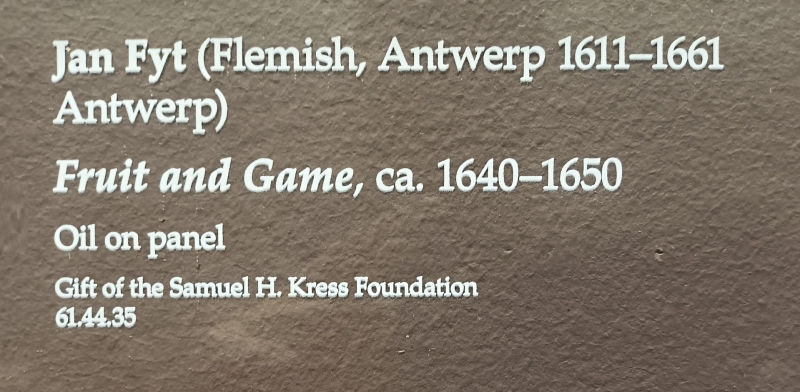 Jan Fyt (Flemish, Antwerp 1611–1661
Antwerp)
Fruit and Game, ca. 1640–1650
Oil on panel
Gift of the Samuel H. Kress Foundation
61.44.35